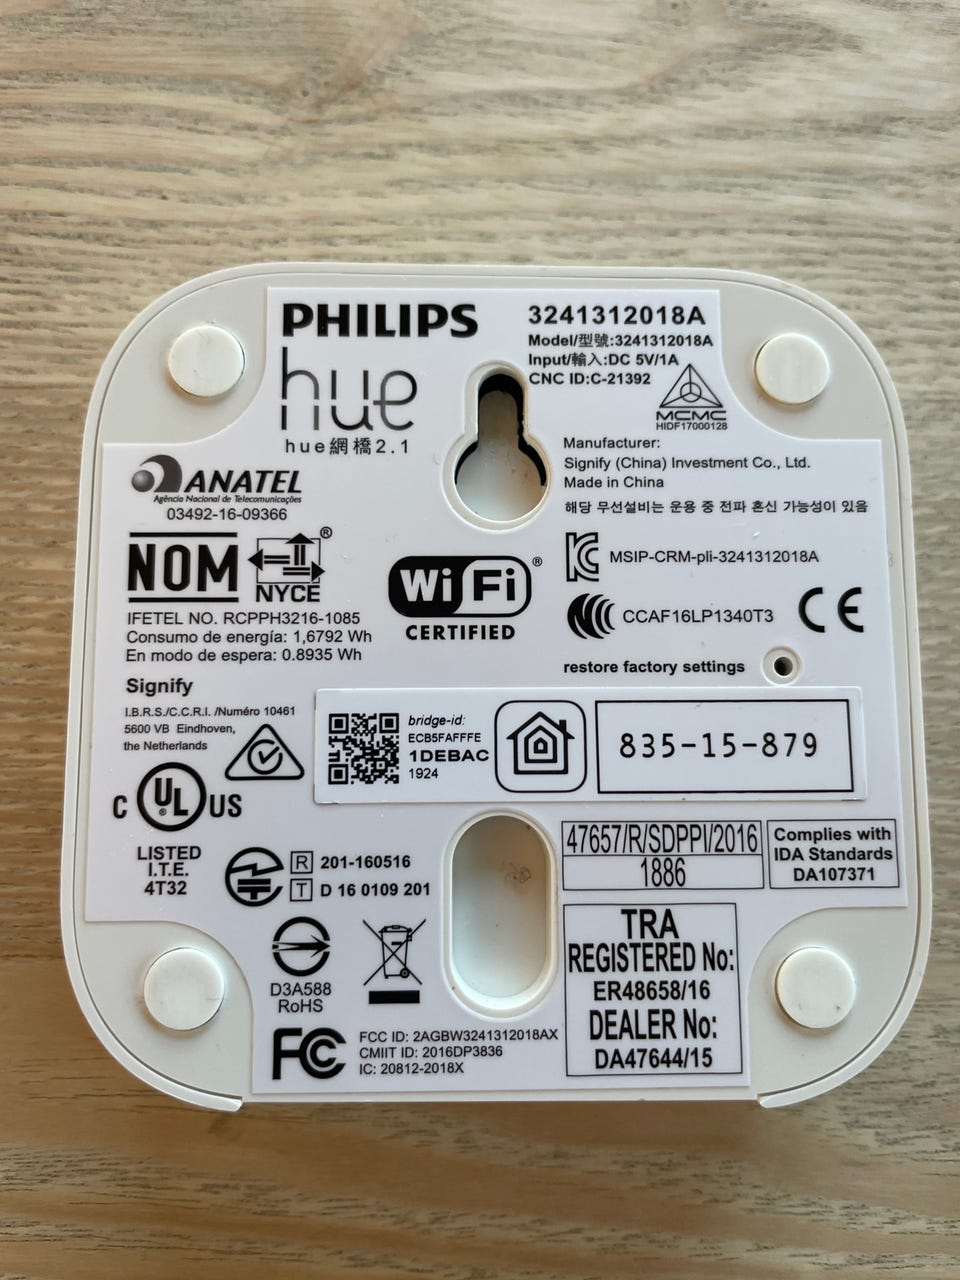 PHILIPS
hue
hue網橋2.1
3241312018A
Model/型號:3241312018A
Input/輸入:DC 5V/1A
CNC ID:C-21392
MCMC
HIDF17000128
Manufacturer:
Signify (China) Investment Co., Ltd.
Made in China
해당 무선설비는 운용 중 전파 혼신 가능성이 있음
ANATEL
Agência Nacional de Telecomunicações
03492-16-09366
NOM
®
NYCE
IFETEL NO. RCPPH3216-1085
Consumo de energía: 1,6792 Wh
En modo de espera: 0.8935 Wh
Wi Fi ®
CERTIFIED
MSIP-CRM-pli-3241312018A
CCAF16LP1340T3
CE
restore factory settings
Signify
I.B.R.S./C.C.R.I. /Numéro 10461
5600 VB Eindhoven,
the Netherlands
bridge-id:
ECB5FAFFFE
1DEBAC
1924
835-15-879
C UL ® US
LISTED
I.T.E.
4T32
R 201-160516
T D 16 0109 201
47657/R/SDPPI/2016
1886
Complies with
IDA Standards
DA107371
D3A588
RoHS
TRA
REGISTERED No:
ER48658/16
DEALER No:
DA47644/15
FC
FCC ID: 2AGBW3241312018AX
CMIIT ID: 2016DP3836
IC: 20812-2018X